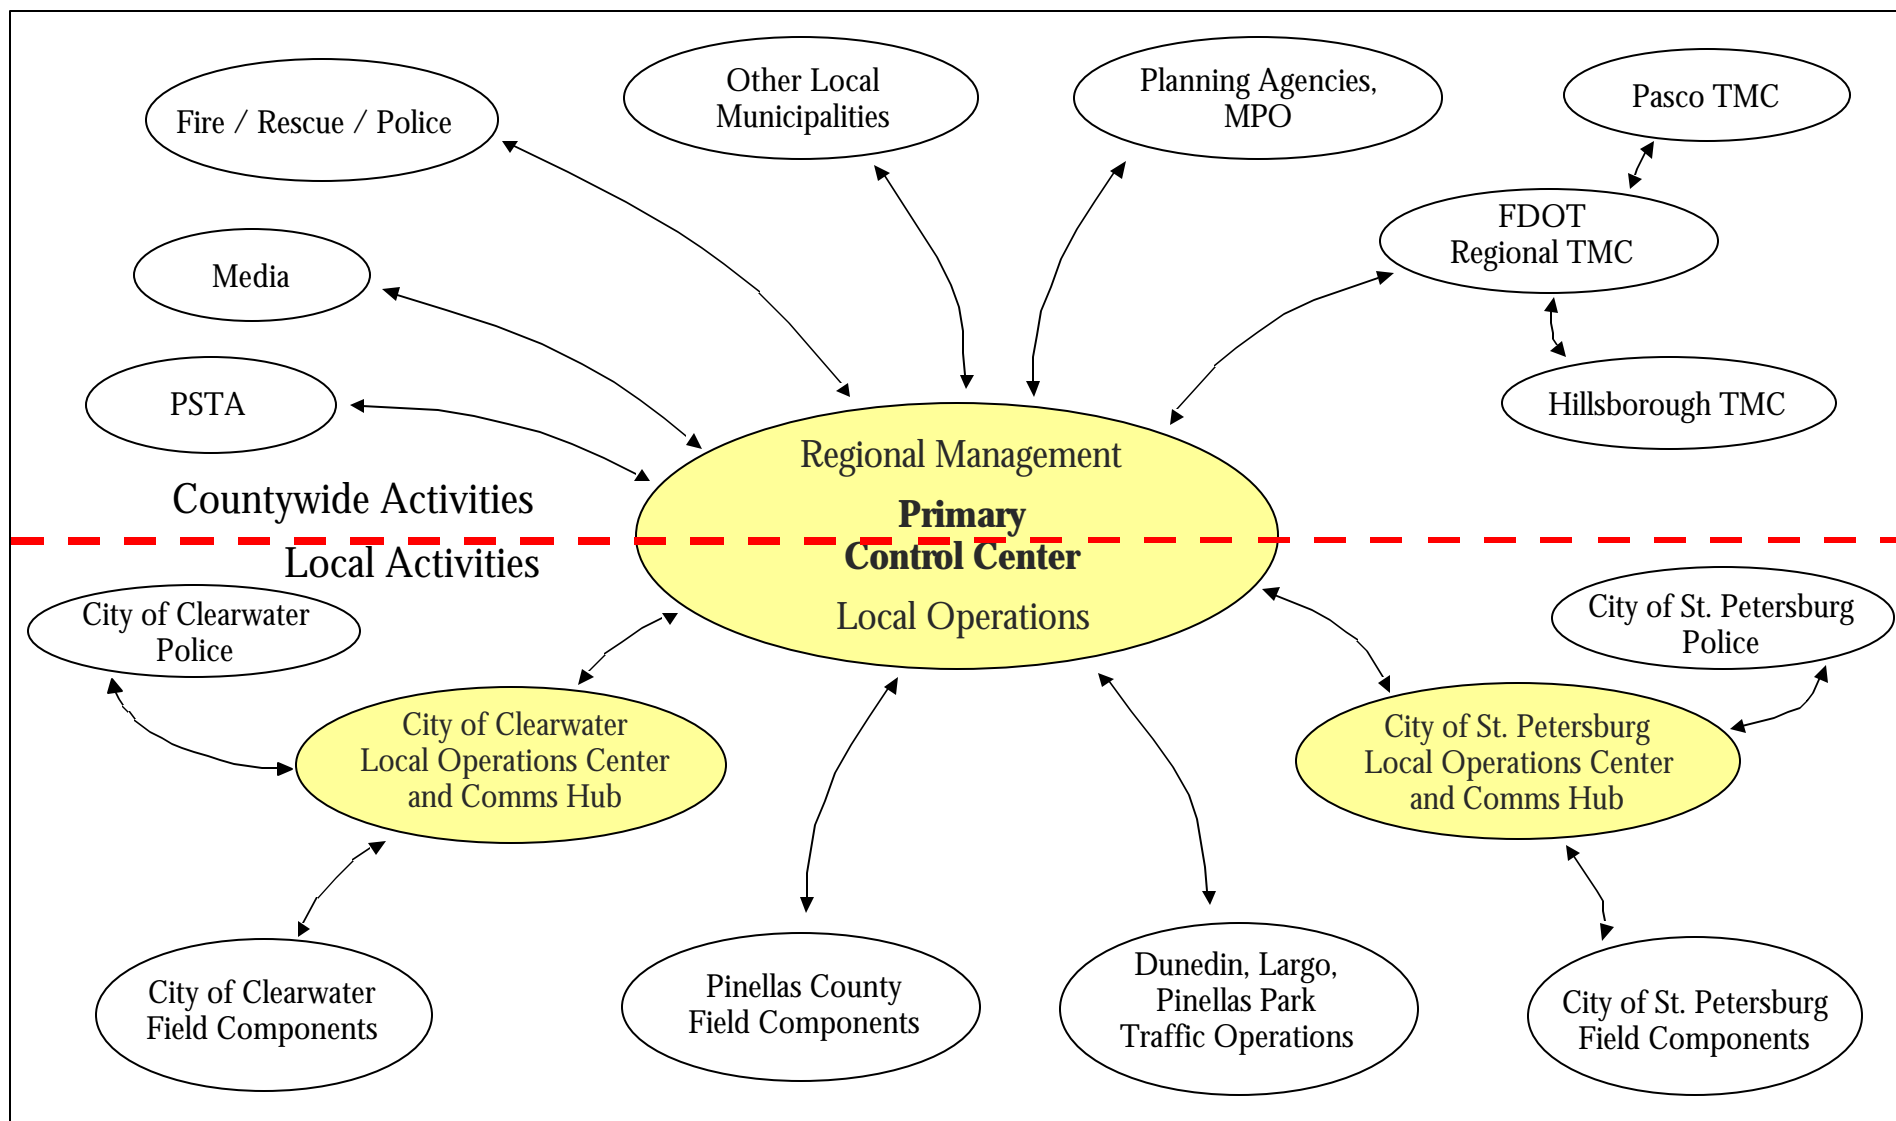 Fire / Rescue / Police
Other Local
Municipalities
Planning Agencies,
MPO
Pasco TMC
FDOT
Regional TMC
Media
PSTA
Hillsborough TMC
Regional Management
Primary
Control Center
Local Operations
Countywide Activities
Local Activities
City of Clearwater
Police
City of St. Petersburg
Police
City of Clearwater
Local Operations Center
and Comms Hub
City of St. Petersburg
Local Operations Center
and Comms Hub
City of Clearwater
Field Components
Pinellas County
Field Components
Dunedin, Largo,
Pinellas Park
Traffic Operations
City of St. Petersburg
Field Components